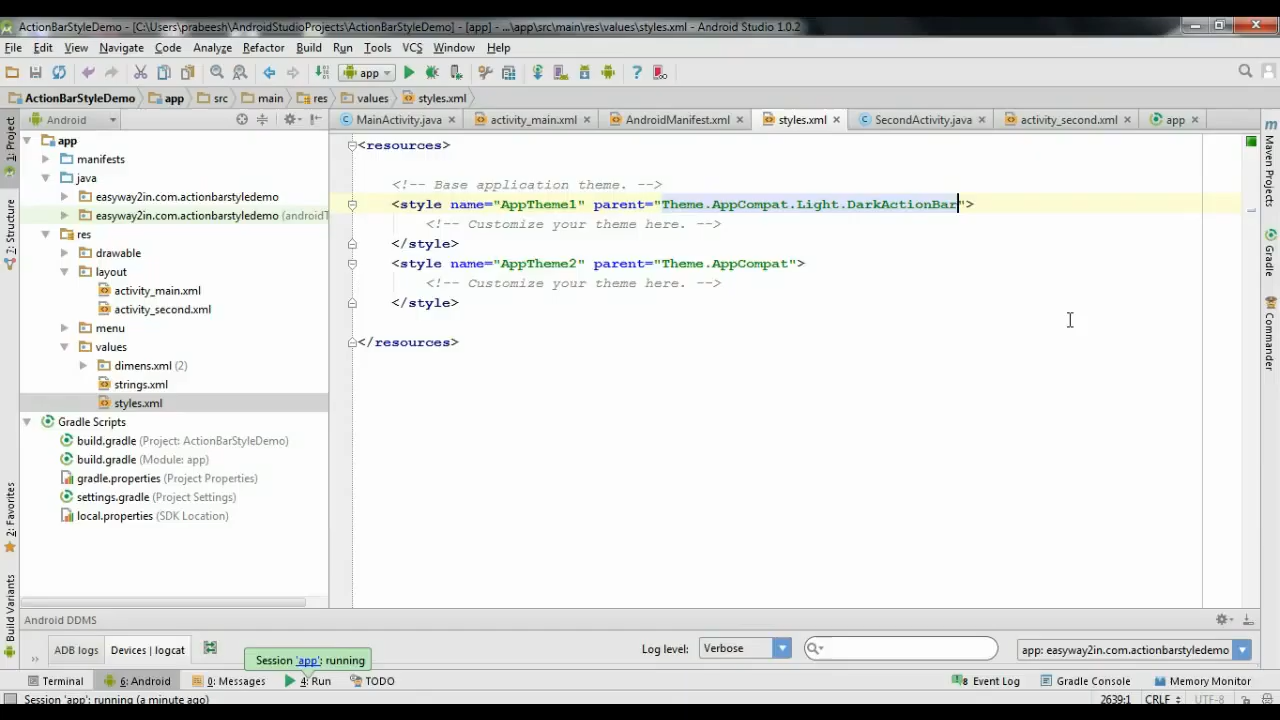 ActionBarStyleDemo - [C:\Users\prabeesh\AndroidStudioProjects\ActionBarStyleDemo] - [app] - ...\app\src\main\res\values\styles.xml - Android Studio 1.0.2
File Edit View Navigate Code Analyze Refactor Build Run Tools VCS Window Help
app
ActionBarStyleDemo app src main res values styles.xml
Android
MainActivity.java activity_main.xml AndroidManifest.xml styles.xml SecondActivity.java activity_second.xml app
1: Project
7: Structure
2: Favorites
Build Variants
app
manifests
java
easyway2in.com.actionbarstyledemo
easyway2in.com.actionbarstyledemo (androidT
res
drawable
layout
activity_main.xml
activity_second.xml
menu
values
dimens.xml (2)
strings.xml
styles.xml
Gradle Scripts
build.gradle (Project: ActionBarStyleDemo)
build.gradle (Module: app)
gradle.properties (Project Properties)
settings.gradle (Project Settings)
local.properties (SDK Location)
<resources>
<!-- Base application theme. -->
<style name="AppTheme1" parent="Theme.AppCompat.Light.DarkActionBar">
<!-- Customize your theme here. -->
</style>
<style name="AppTheme2" parent="Theme.AppCompat">
<!-- Customize your theme here. -->
</style>
</resources>
Maven Projects
Gradle
Commander
Android DDMS
ADB logs Devices | logcat
Log level: Verbose
app: easyway2in.com.actionbarstyledemo
Session 'app': running
Terminal 6: Android 0: Messages 4: Run TODO
8 Event Log Gradle Console Memory Monitor
Session 'app': running (a minute ago)
2639:1 CRLF UTF-8